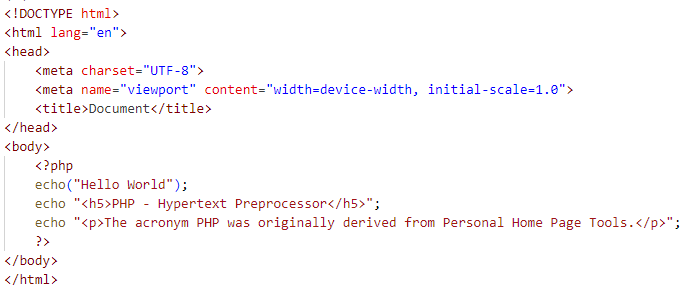 <!DOCTYPE html>
<html lang="en">
<head>
    <meta charset="UTF-8">
    <meta name="viewport" content="width=device-width, initial-scale=1.0">
    <title>Document</title>
</head>
<body>
    <?php
    echo("Hello World");
    echo "<h5>PHP - Hypertext Preprocessor</h5>";
    echo "<p>The acronym PHP was originally derived from Personal Home Page Tools.</p>";
    ?>
</body>
</html>